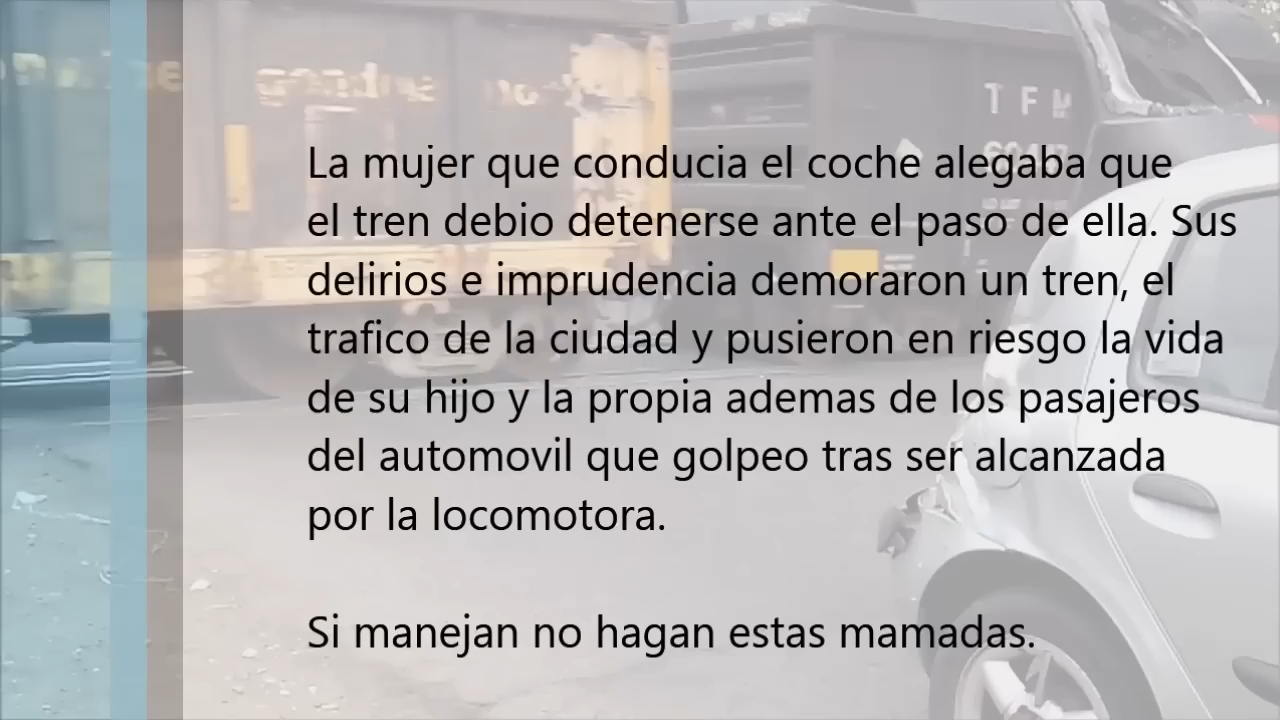 T F M
La mujer que conducia el coche alegaba que
el tren debio detenerse ante el paso de ella. Sus
delirios e imprudencia demoraron un tren, el
trafico de la ciudad y pusieron en riesgo la vida
de su hijo y la propia ademas de los pasajeros
del automovil que golpeo tras ser alcanzada
por la locomotora.
Si manejan no hagan estas mamadas.